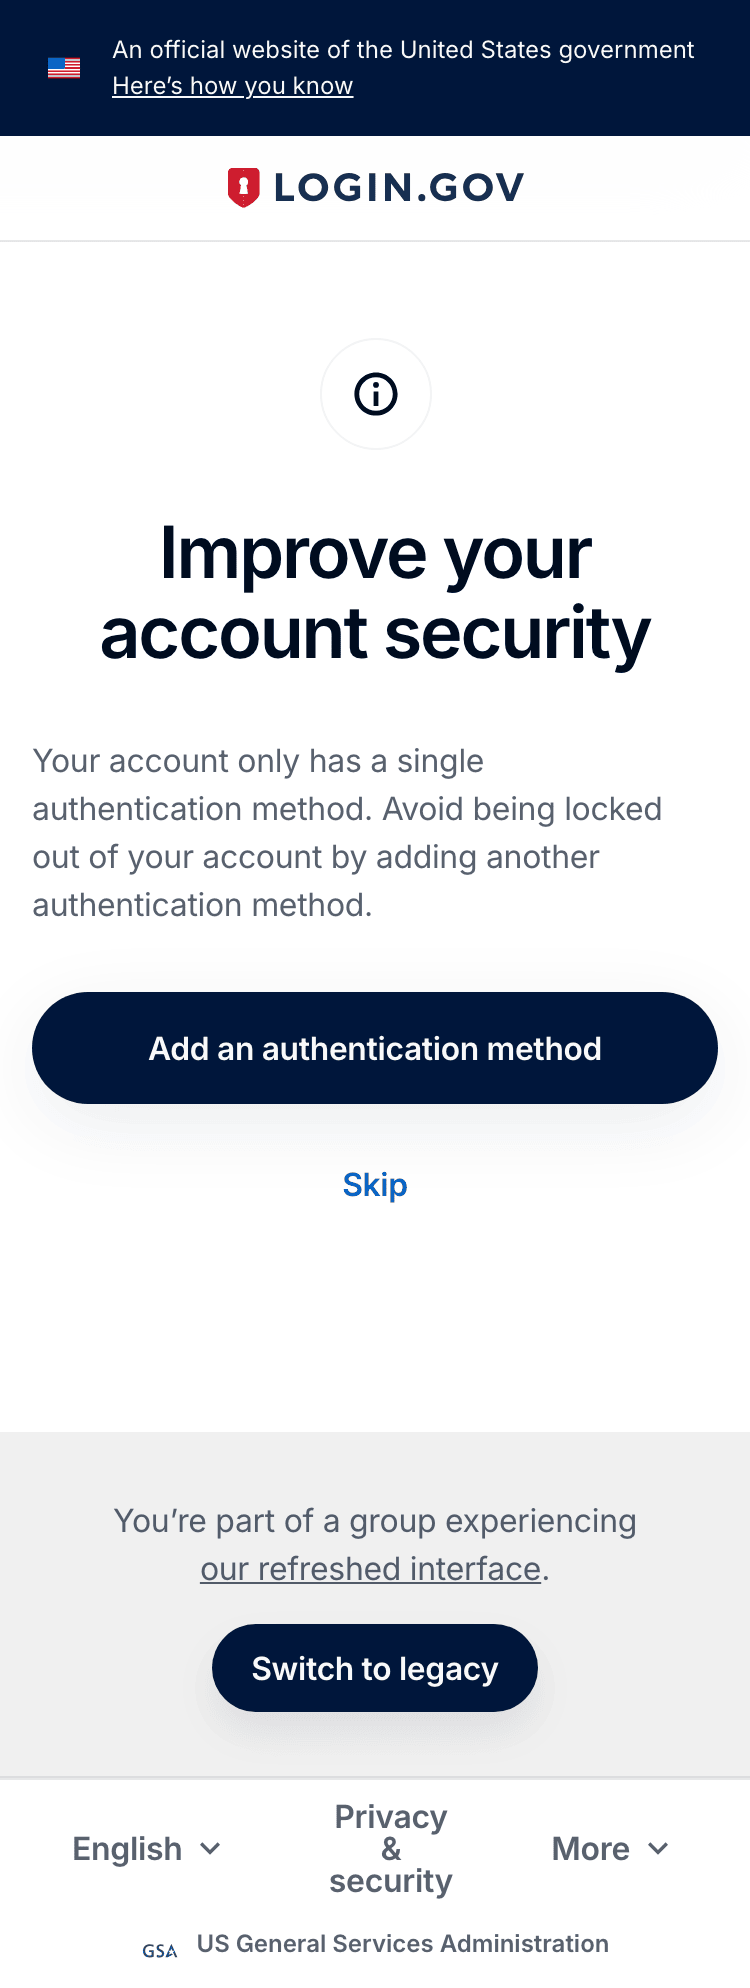 An official website of the United States government
Here’s how you know
LOGIN.GOV
Improve your
account security
Your account only has a single
authentication method. Avoid being locked
out of your account by adding another
authentication method.
Add an authentication method
Skip
You’re part of a group experiencing
our refreshed interface.
Switch to legacy
English
Privacy
&
security
More
GSA US General Services Administration